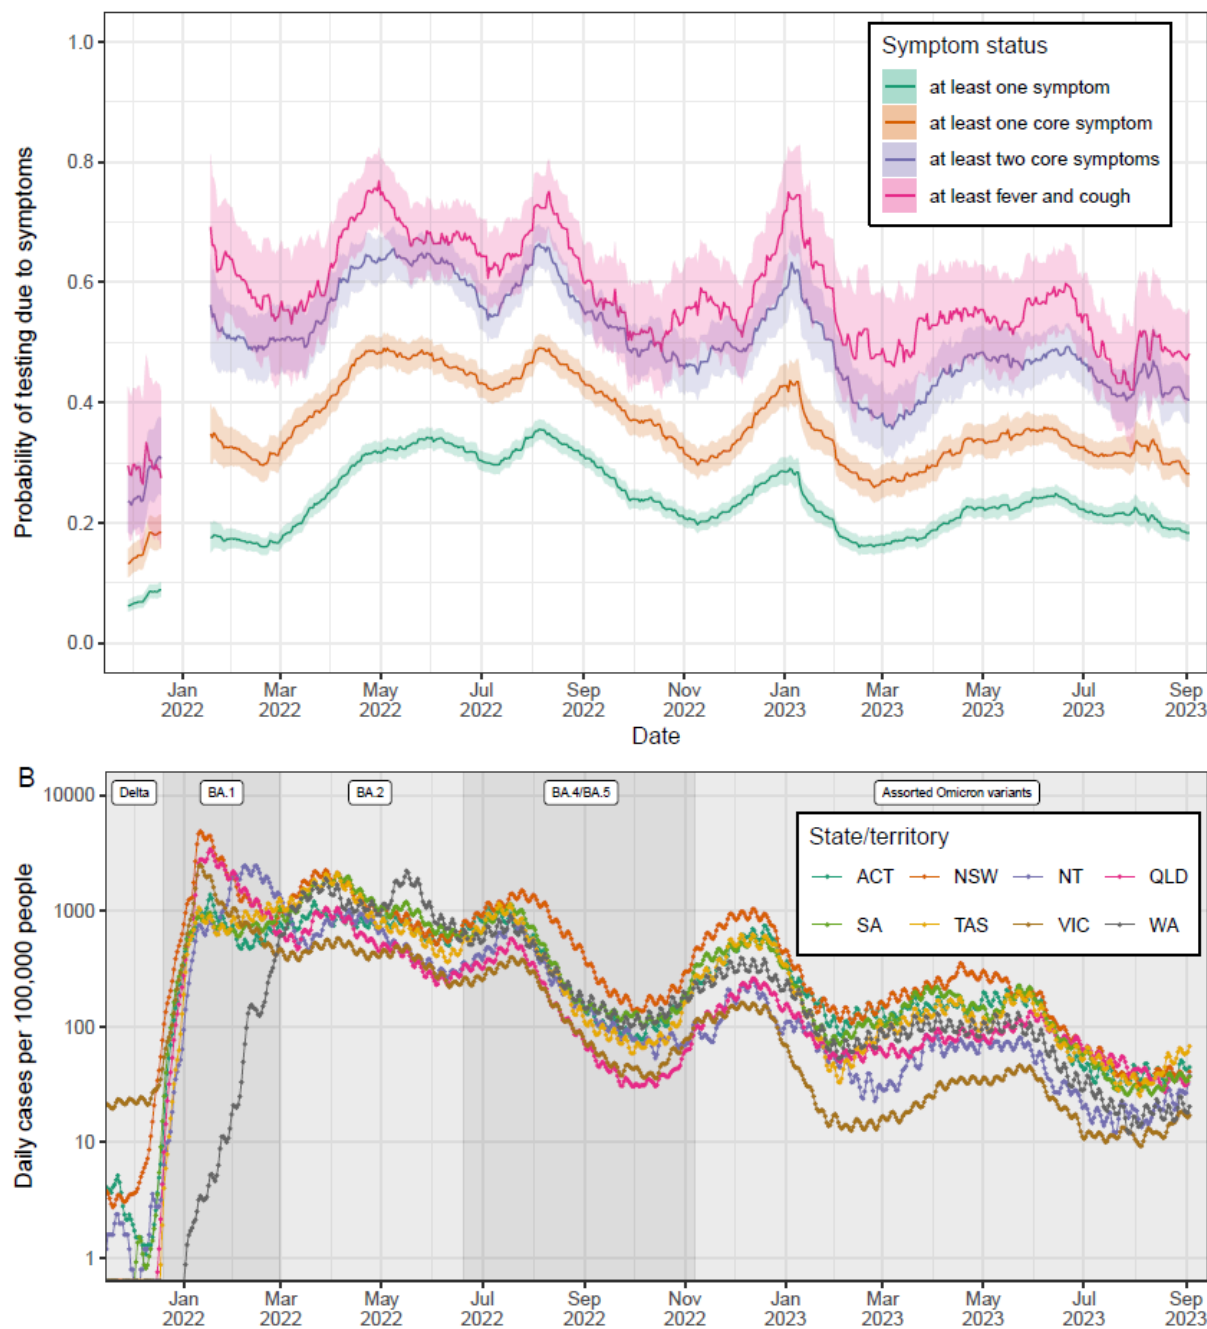 1.0
0.8
0.6
0.4
0.2
0.0
Probability of testing due to symptoms
Symptom status
at least one symptom
at least one core symptom
at least two core symptoms
at least fever and cough
Jan Mar May Jul Sep Nov Jan Mar May Jul Sep
2022 2022 2022 2022 2022 2022 2023 2023 2023 2023 2023
Date
B
Delta BA.1 BA.2 BA.4/BA.5 Assorted Omicron variants
10000
1000
100
10
1
Daily cases per 100,000 people
State/territory
ACT NSW NT QLD
SA TAS VIC WA
Jan Mar May Jul Sep Nov Jan Mar May Jul Sep
2022 2022 2022 2022 2022 2022 2023 2023 2023 2023 2023